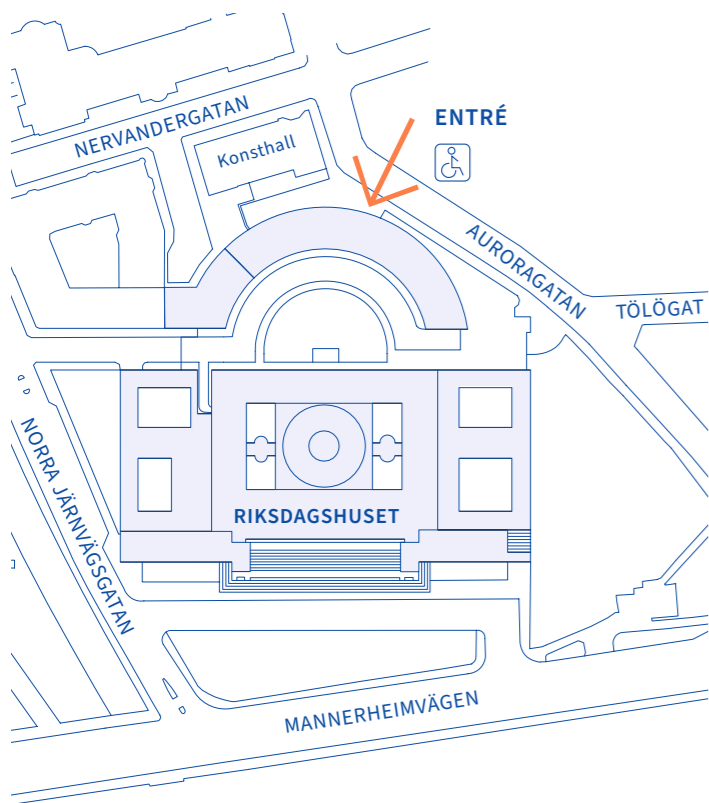 NERVANDERGATAN
ENTRÉ
Konsthall
AURORAGATAN
TÖLÖGAT
NORRA JÄRNVÄGSGATAN
RIKSDAGSHUSET
MANNERHEIMVÄGEN